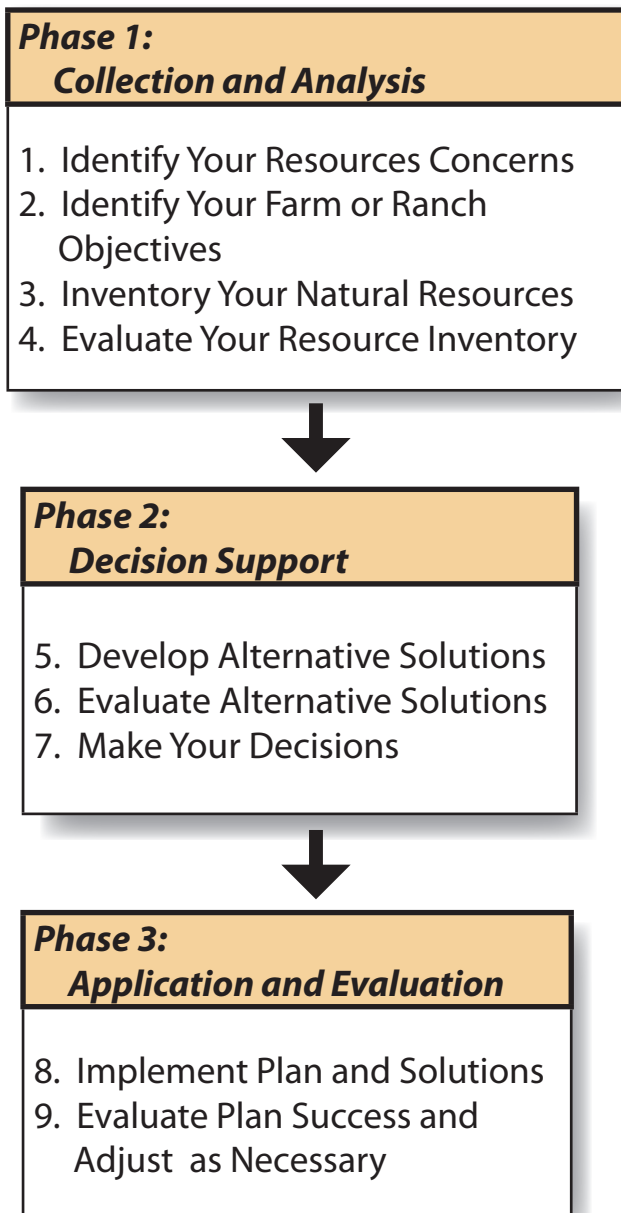 Phase 1:
Collection and Analysis
1. Identify Your Resources Concerns
2. Identify Your Farm or Ranch
Objectives
3. Inventory Your Natural Resources
4. Evaluate Your Resource Inventory
Phase 2:
Decision Support
5. Develop Alternative Solutions
6. Evaluate Alternative Solutions
7. Make Your Decisions
Phase 3:
Application and Evaluation
8. Implement Plan and Solutions
9. Evaluate Plan Success and
Adjust as Necessary